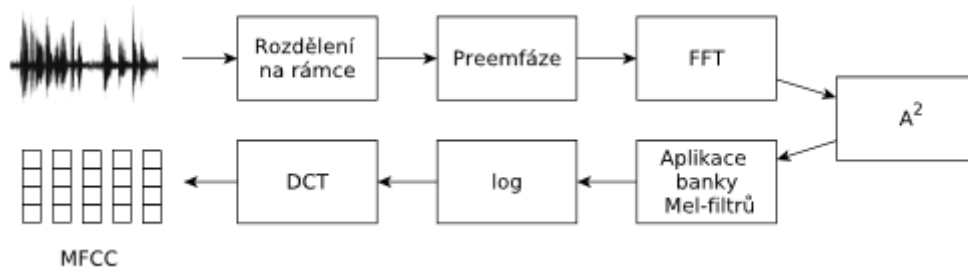 Rozdělení
na rámce
Preemfáze
FFT
A²
Aplikace
banky
Mel-filtrů
log
DCT
MFCC